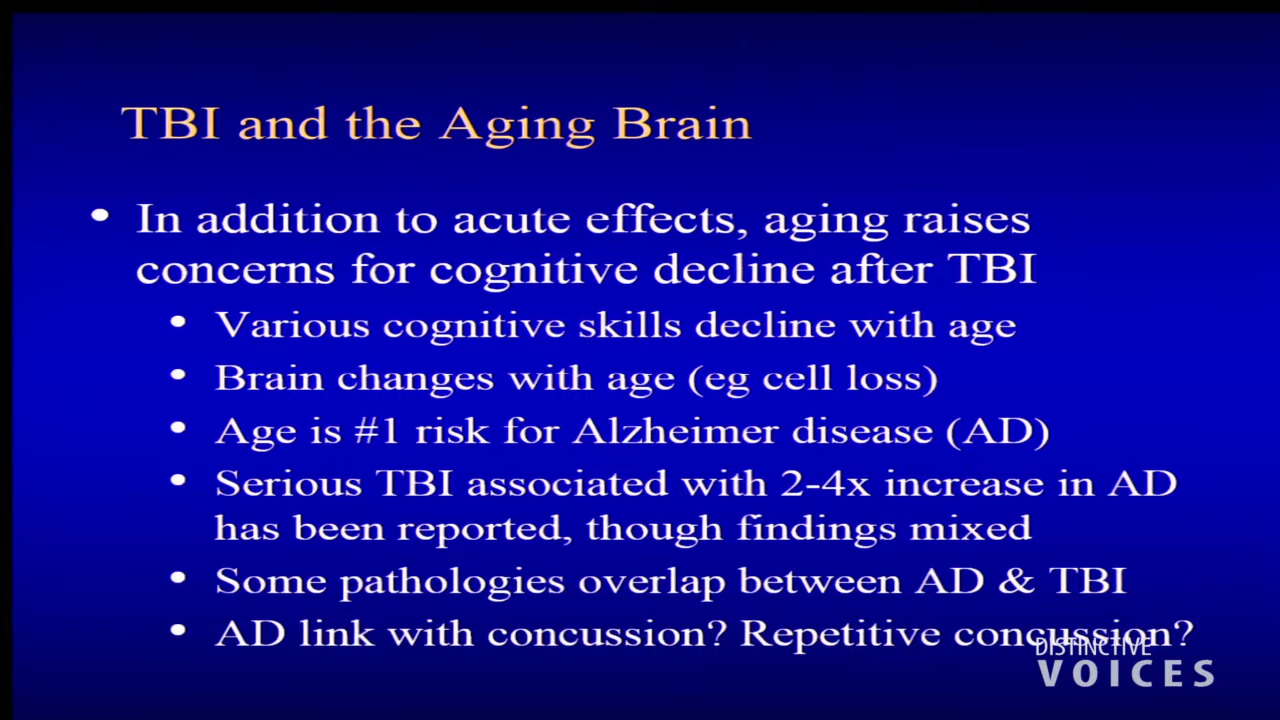 TBI and the Aging Brain
• In addition to acute effects, aging raises
concerns for cognitive decline after TBI
• Various cognitive skills decline with age
• Brain changes with age (eg cell loss)
• Age is #1 risk for Alzheimer disease (AD)
• Serious TBI associated with 2-4x increase in AD
has been reported, though findings mixed
• Some pathologies overlap between AD & TBI
• AD link with concussion? Repetitive concussion?
DISTINCTIVE
VOICES